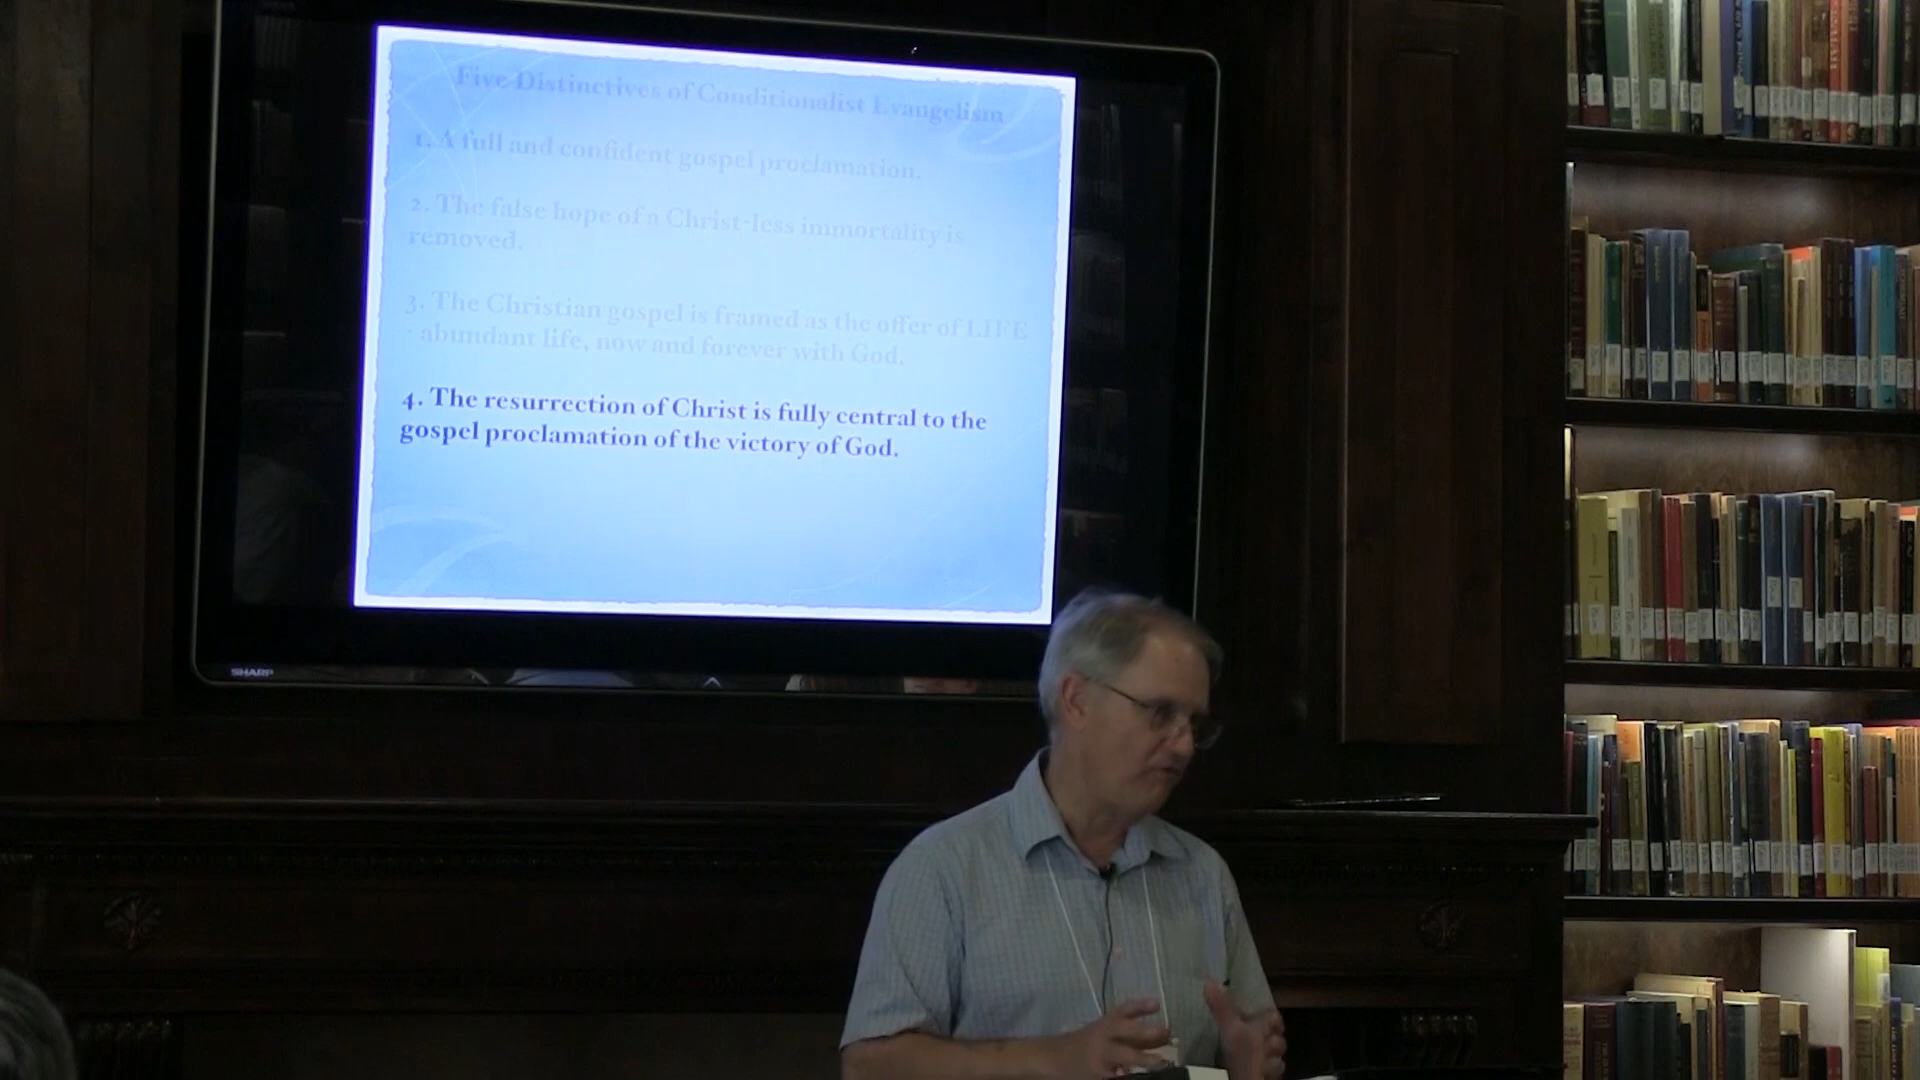 Five Distinctives of Conditionalist Evangelism
1. A full and confident gospel proclamation.
2. The false hope of a Christ-less immortality is
removed.
3. The Christian gospel is framed as the offer of LIFE
- abundant life, now and forever with God.
4. The resurrection of Christ is fully central to the
gospel proclamation of the victory of God.
SHARP